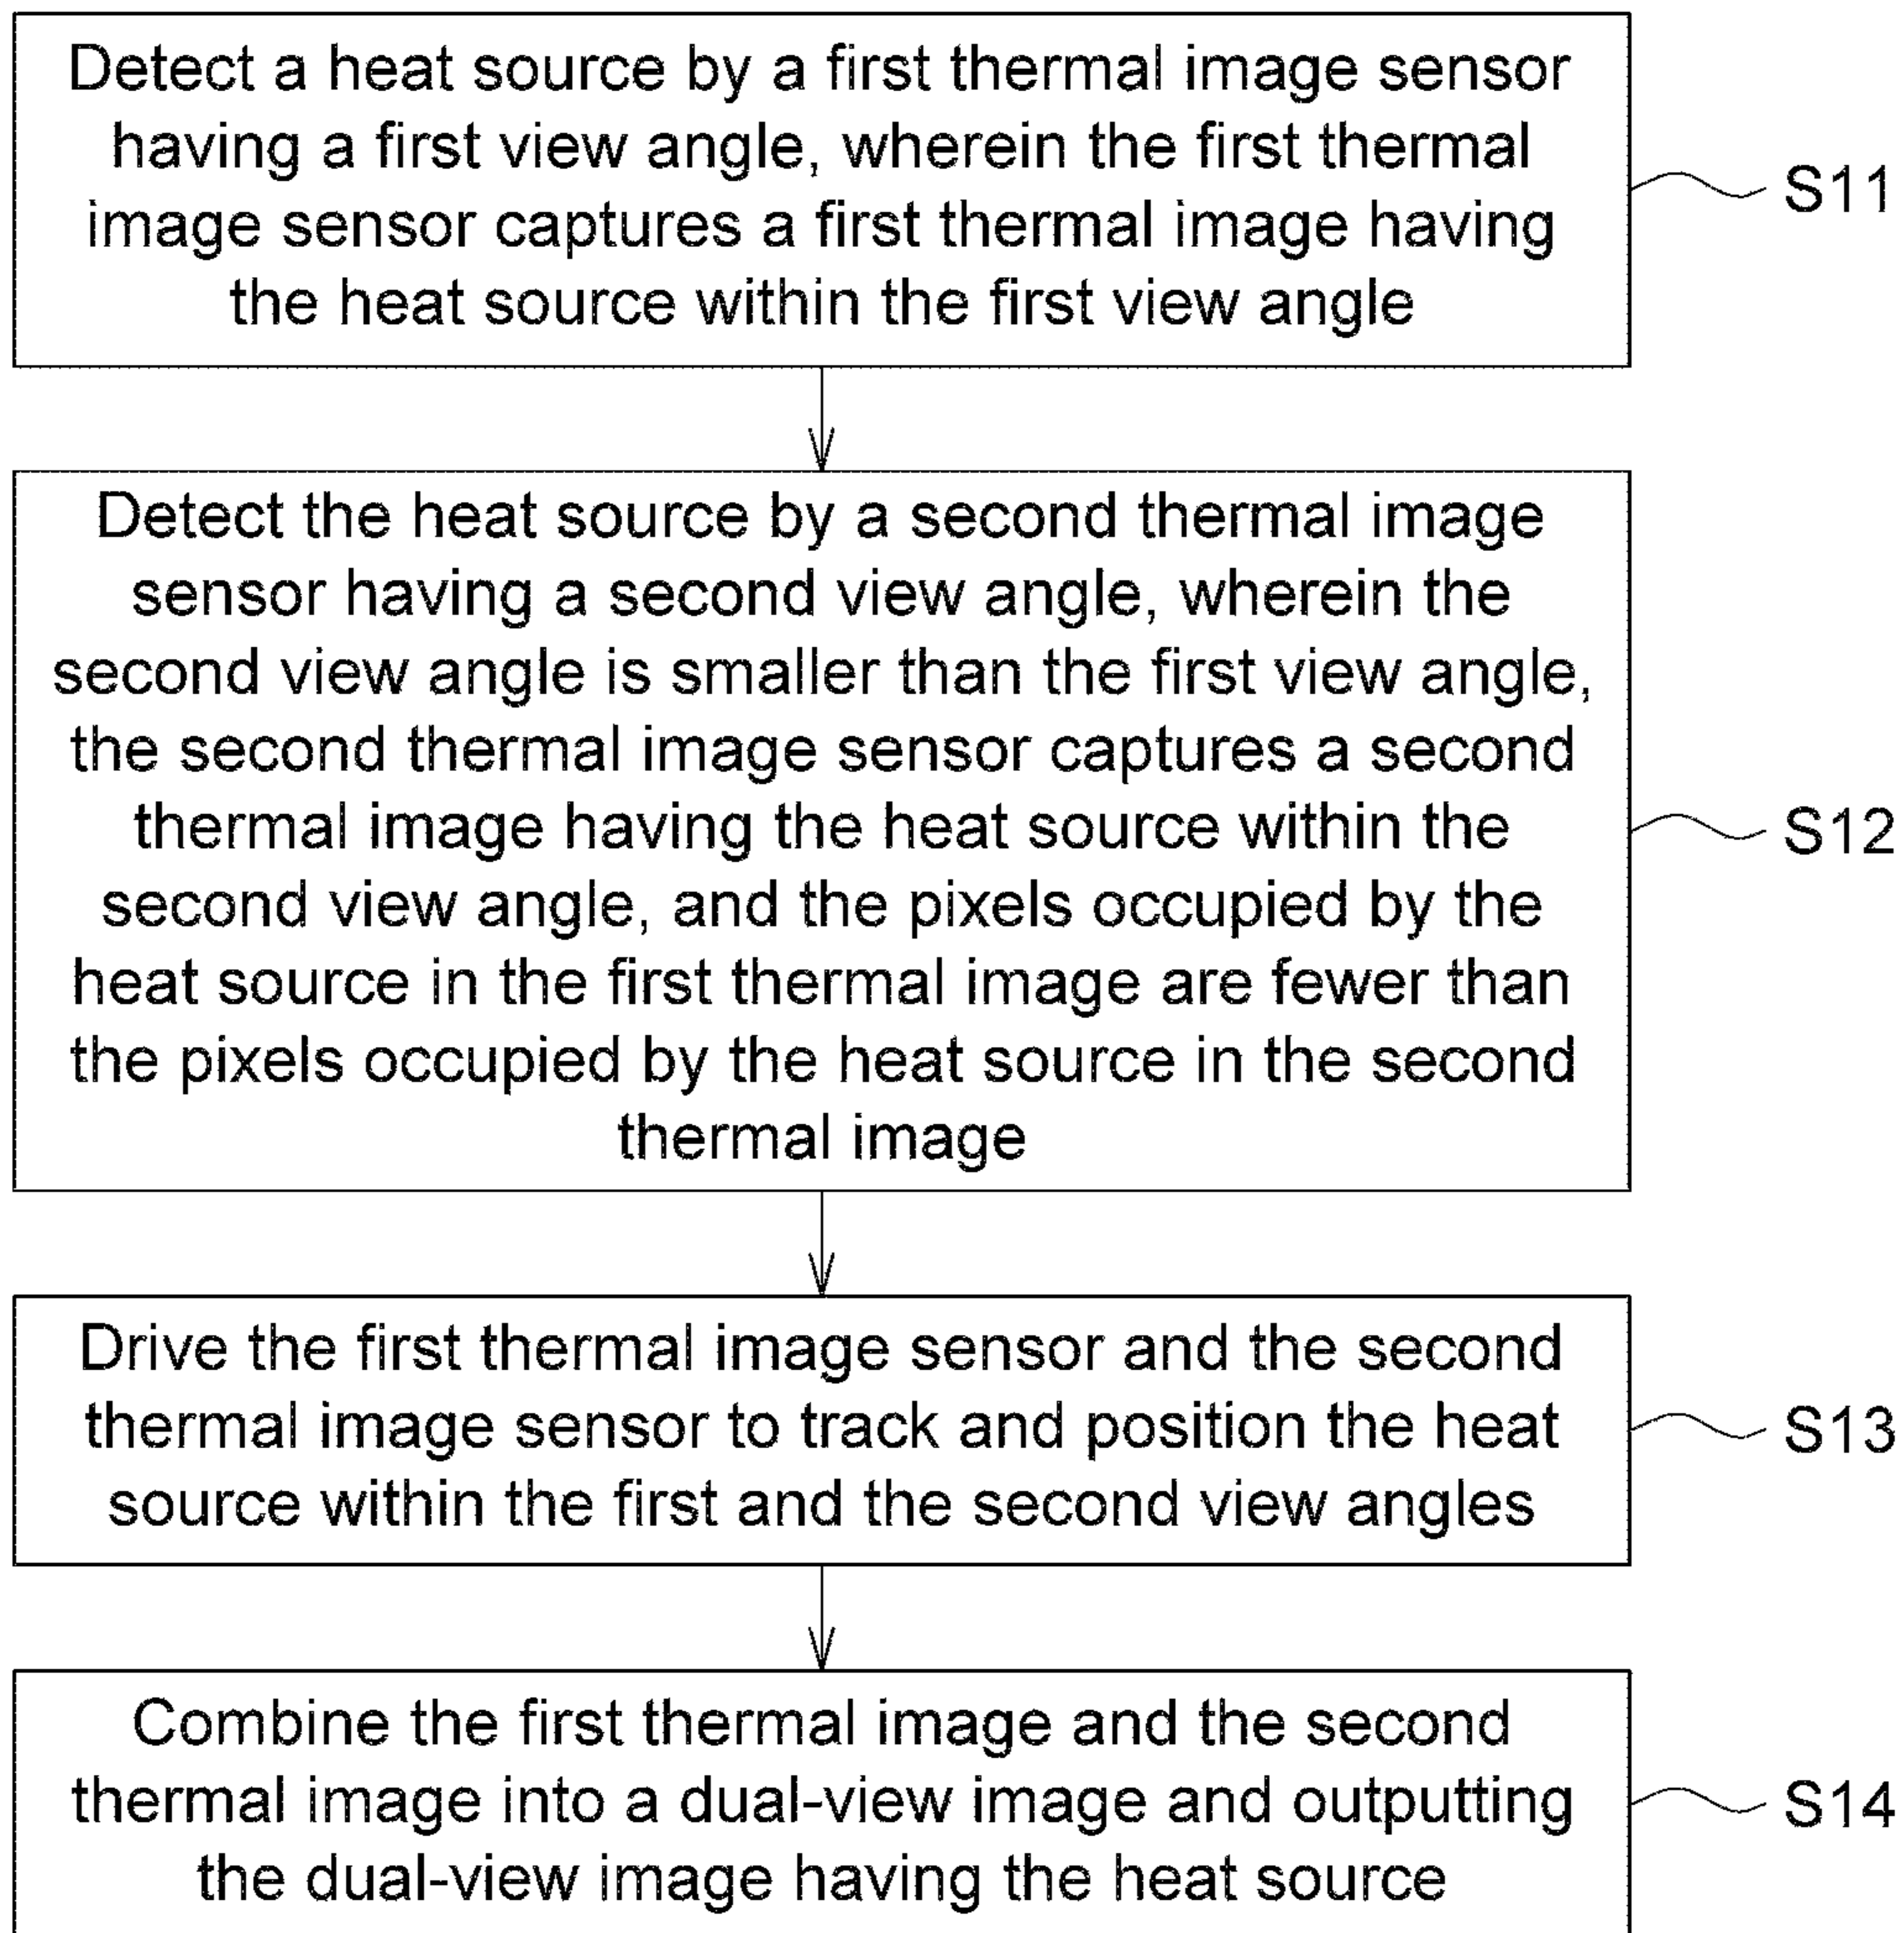 Detect a heat source by a first thermal image sensor
having a first view angle, wherein the first thermal
image sensor captures a first thermal image having
the heat source within the first view angle
S11
Detect the heat source by a second thermal image
sensor having a second view angle, wherein the
second view angle is smaller than the first view angle,
the second thermal image sensor captures a second
thermal image having the heat source within the
second view angle, and the pixels occupied by the
heat source in the first thermal image are fewer than
the pixels occupied by the heat source in the second
thermal image
S12
Drive the first thermal image sensor and the second
thermal image sensor to track and position the heat
source within the first and the second view angles
S13
Combine the first thermal image and the second
thermal image into a dual-view image and outputting
the dual-view image having the heat source
S14